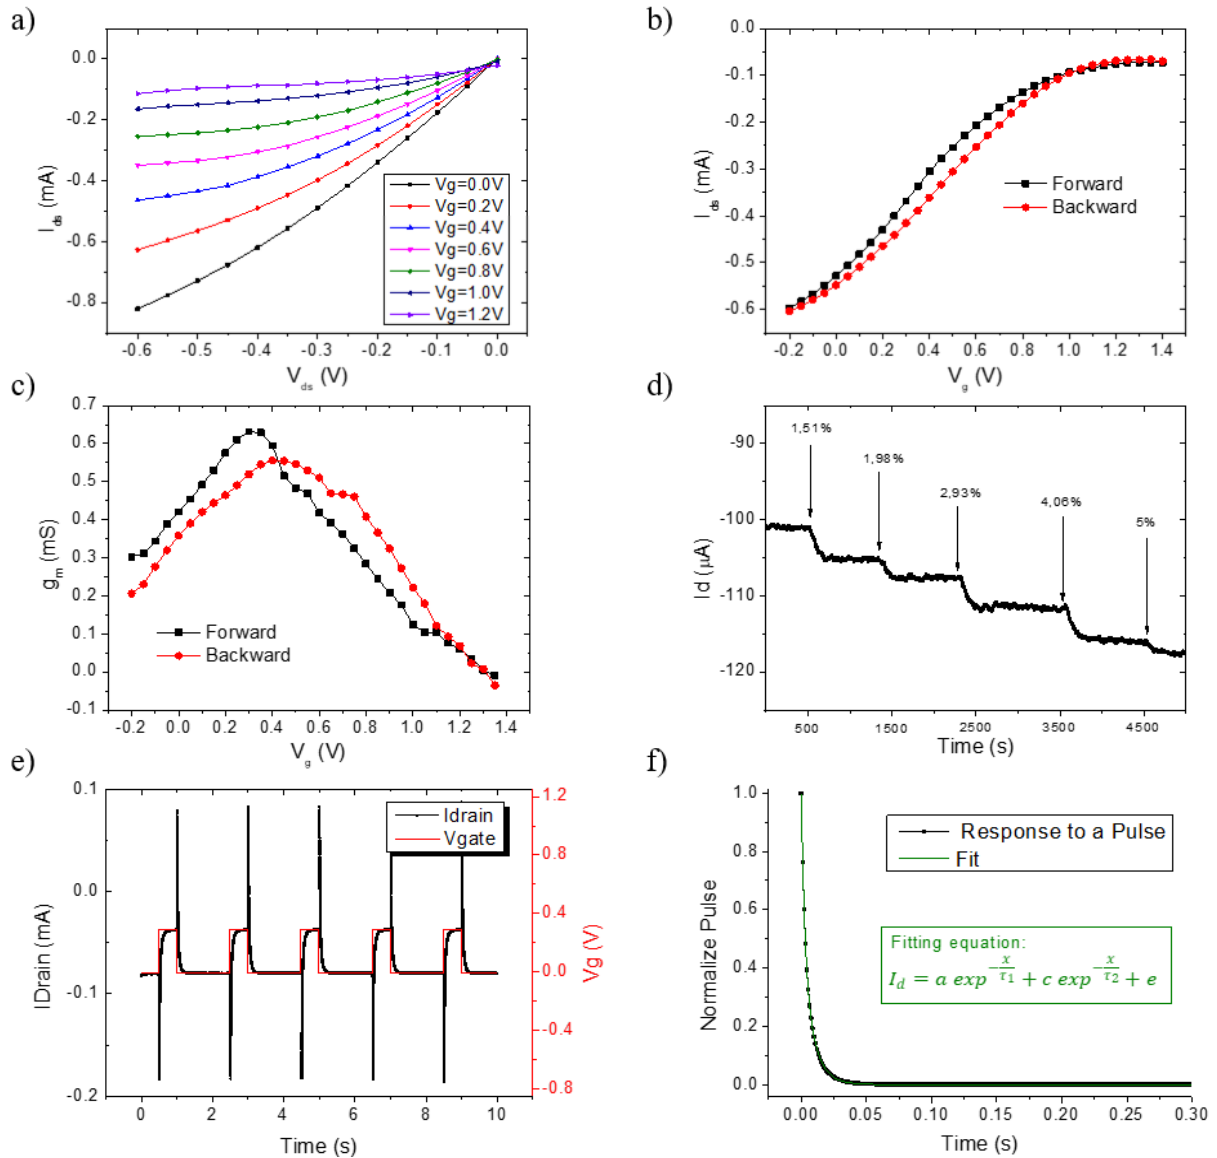 a)
0.0
-0.2
-0.4
-0.6
-0.8
I_ds (mA)
Vg=0.0V
Vg=0.2V
Vg=0.4V
Vg=0.6V
Vg=0.8V
Vg=1.0V
Vg=1.2V
-0.6 -0.5 -0.4 -0.3 -0.2 -0.1 0.0
V_ds (V)
b)
0.0
-0.1
-0.2
-0.3
-0.4
-0.5
-0.6
I_ds (mA)
Forward
Backward
-0.2 0.0 0.2 0.4 0.6 0.8 1.0 1.2 1.4
V_g (V)
c)
0.7
0.6
0.5
0.4
0.3
0.2
0.1
0.0
-0.1
g_m (mS)
Forward
Backward
-0.2 0.0 0.2 0.4 0.6 0.8 1.0 1.2 1.4
V_g (V)
d)
-90
-100
-110
-120
Id (µA)
1,51%
1,98%
2,93%
4,06%
5%
500 1500 2500 3500 4500
Time (s)
e)
0.1
0.0
-0.1
-0.2
IDrain (mA)
Idrain
Vgate
1.2
0.8
0.4
0.0
-0.4
-0.8
Vg (V)
0 2 4 6 8 10
Time (s)
f)
1.0
0.8
0.6
0.4
0.2
0.0
Normalize Pulse
Response to a Pulse
Fit
Fitting equation:
I_d = a exp^{-x/τ1} + c exp^{-x/τ2} + e
0.00 0.05 0.10 0.15 0.20 0.25 0.30
Time (s)